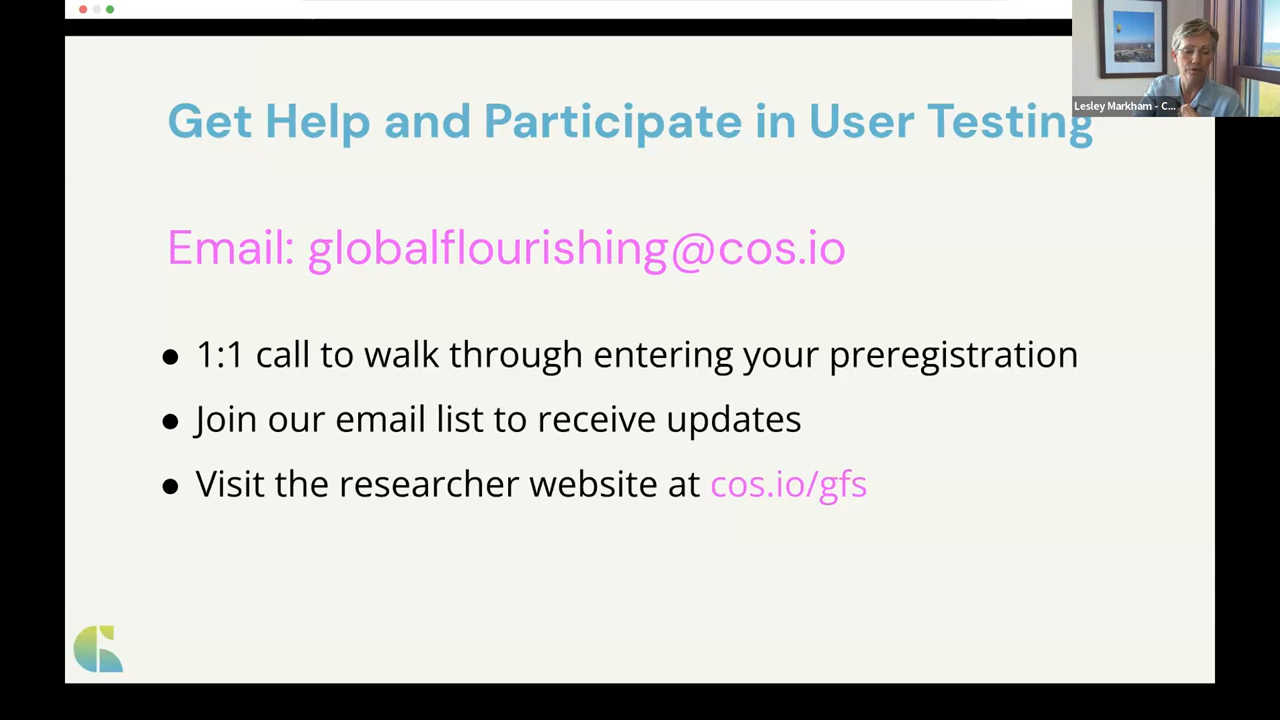 Get Help and Participate in User Testing
Lesley Markham - C...
Email: globalflourishing@cos.io
● 1:1 call to walk through entering your preregistration
● Join our email list to receive updates
● Visit the researcher website at cos.io/gfs